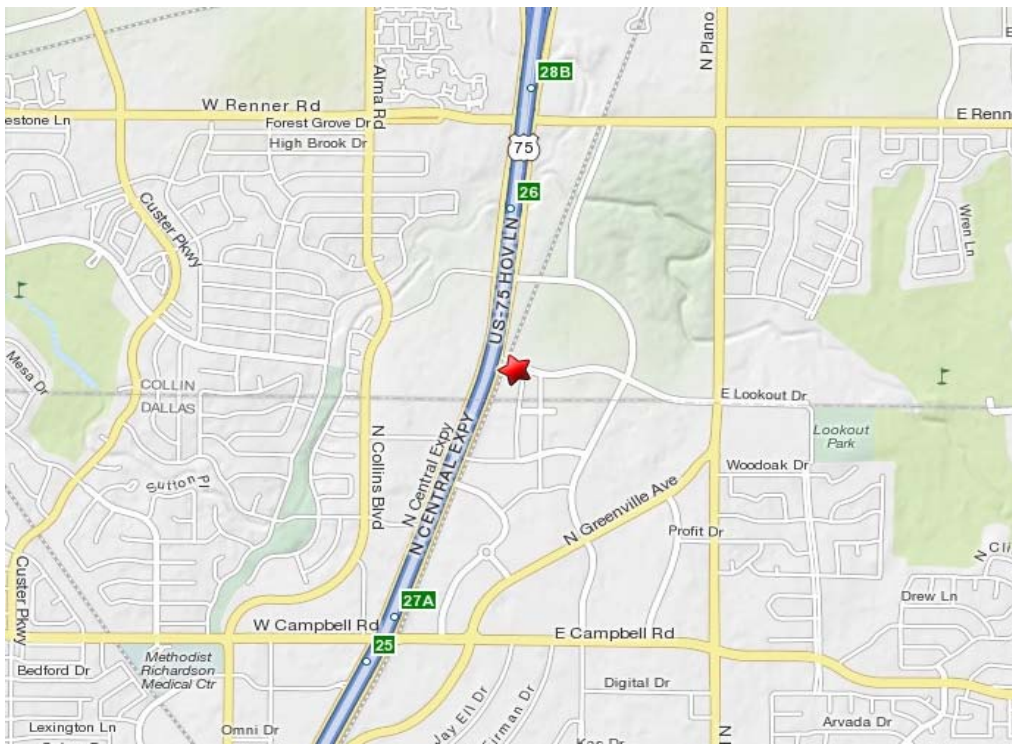 28B
N Plano
W Renner Rd
Alma Rd
Forest Grove Dr
E Renn
estone Ln
High Brook Dr
75
26
Custer Pkwy
Wren Ln
US-75 HOV LN
Mesa Dr
COLLIN
DALLAS
E Lookout Dr
Lookout
Park
N Collins Blvd
N Central Expy
N CENTRAL EXPY
Woodoak Dr
Sutton Pl
N Greenville Ave
Profit Dr
N Cli
Custer Pkwy
27A
Drew Ln
W Campbell Rd
25
E Campbell Rd
Methodist
Richardson
Medical Ctr
Bedford Dr
Digital Dr
Jay Ell Dr
Firman Dr
Lexington Ln
Omni Dr
Arvada Dr
N